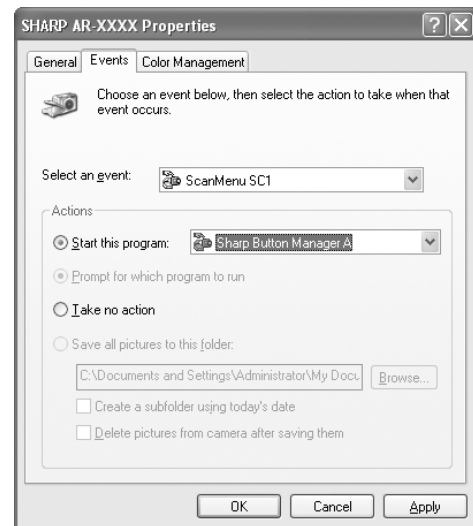 SHARP AR-XXXX Properties
General Events Color Management
Choose an event below, then select the action to take when that
event occurs.
Select an event: ScanMenu SC1
Actions
Start this program: Sharp Button Manager A
Prompt for which program to run
Take no action
Save all pictures to this folder:
C:\Documents and Settings\Administrator\My Docu Browse...
Create a subfolder using today's date
Delete pictures from camera after saving them
OK Cancel Apply